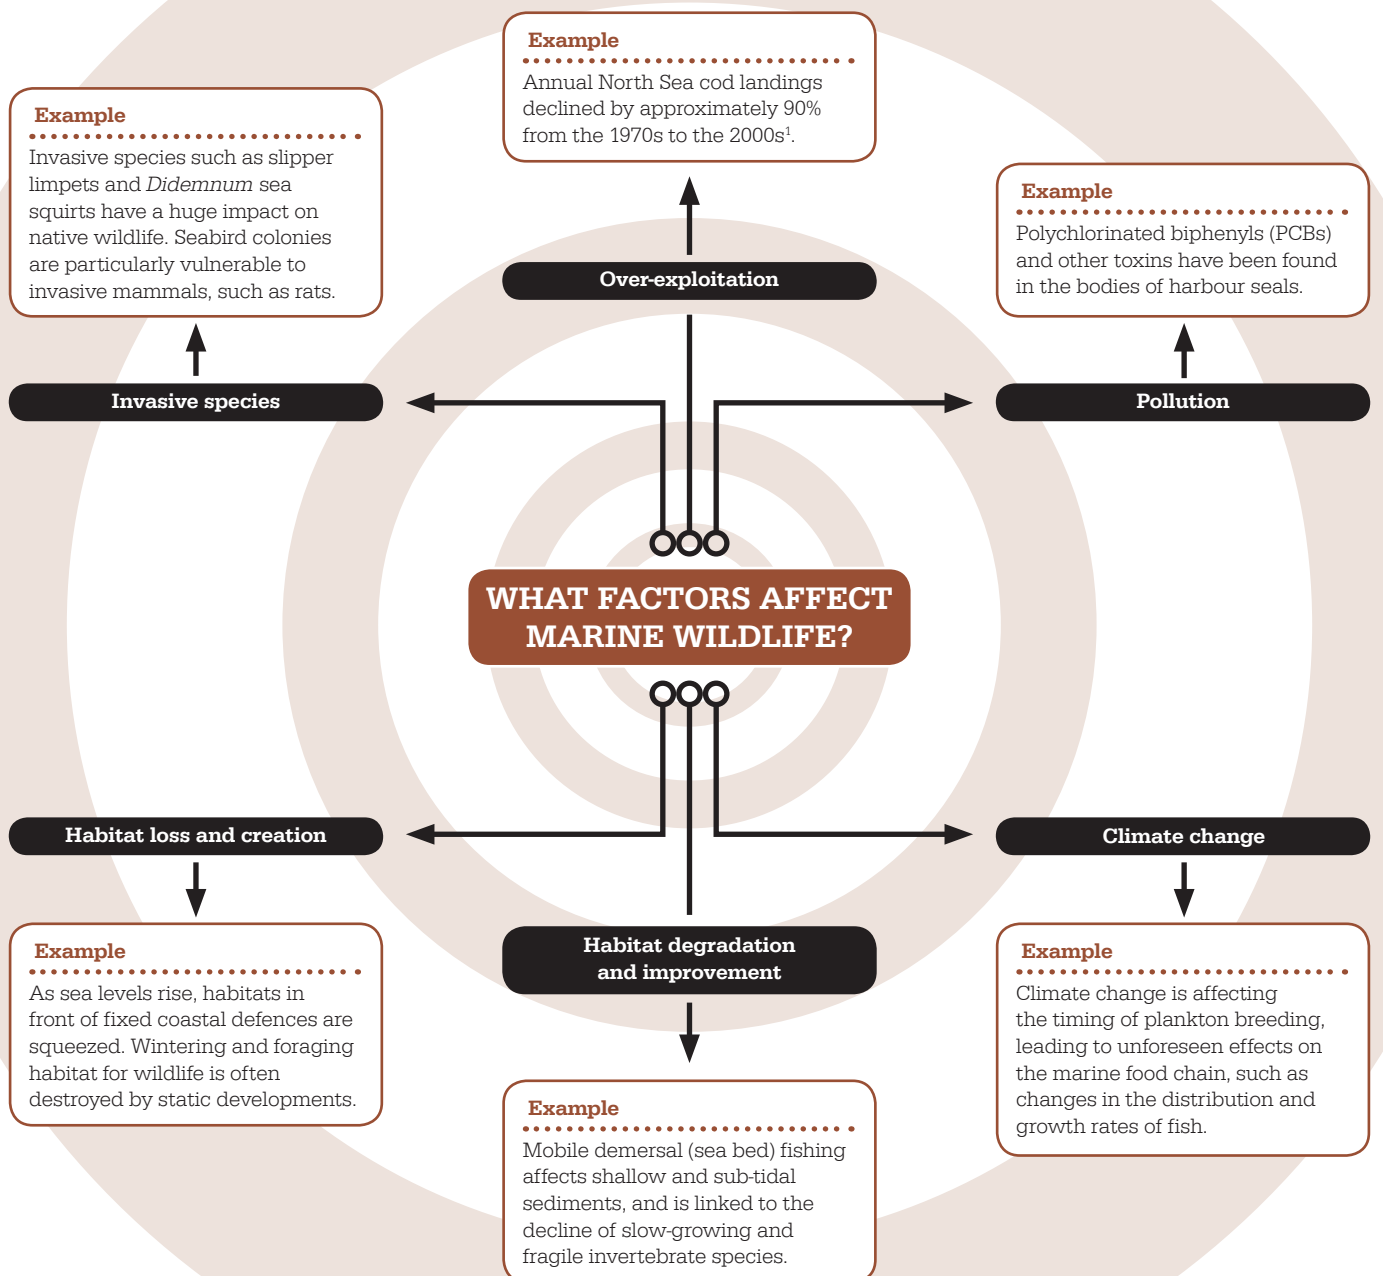 Example
Annual North Sea cod landings
declined by approximately 90%
from the 1970s to the 2000s¹.
Example
Invasive species such as slipper
limpets and Didemnum sea
squirts have a huge impact on
native wildlife. Seabird colonies
are particularly vulnerable to
invasive mammals, such as rats.
Example
Polychlorinated biphenyls (PCBs)
and other toxins have been found
in the bodies of harbour seals.
Over-exploitation
Invasive species
Pollution
WHAT FACTORS AFFECT
MARINE WILDLIFE?
Habitat loss and creation
Climate change
Habitat degradation
and improvement
Example
As sea levels rise, habitats in
front of fixed coastal defences are
squeezed. Wintering and foraging
habitat for wildlife is often
destroyed by static developments.
Example
Climate change is affecting
the timing of plankton breeding,
leading to unforeseen effects on
the marine food chain, such as
changes in the distribution and
growth rates of fish.
Example
Mobile demersal (sea bed) fishing
affects shallow and sub-tidal
sediments, and is linked to the
decline of slow-growing and
fragile invertebrate species.